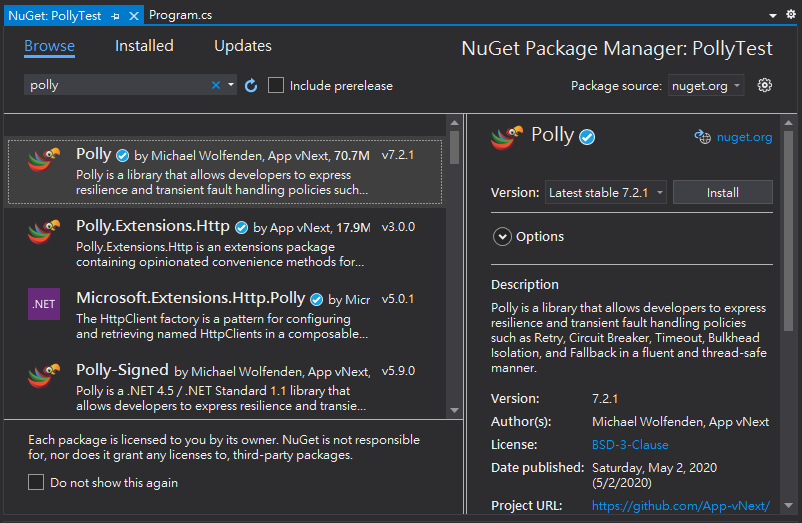 NuGet: PollyTest
Program.cs
Browse
Installed
Updates
NuGet Package Manager: PollyTest
polly
Include prerelease
Package source: nuget.org
Polly by Michael Wolfenden, App vNext, 70.7M
v7.2.1
Polly is a library that allows developers to express
resilience and transient fault handling policies such...
Polly.Extensions.Http by App vNext, 17.9M
v3.0.0
Polly.Extensions.Http is an extensions package
containing opinionated convenience methods for...
.NET
Microsoft.Extensions.Http.Polly by Micr
v5.0.1
The HttpClient factory is a pattern for configuring
and retrieving named HttpClients in a composable...
Polly-Signed by Michael Wolfenden, App vNext,
v5.9.0
Polly is a .NET 4.5 / .NET Standard 1.1 library that
allows developers to express resilience and transie...
Each package is licensed to you by its owner. NuGet is not responsible
for, nor does it grant any licenses to, third-party packages.
Do not show this again
Polly
nuget.org
Version: Latest stable 7.2.1
Install
Options
Description
Polly is a library that allows developers to express
resilience and transient fault handling policies
such as Retry, Circuit Breaker, Timeout, Bulkhead
Isolation, and Fallback in a fluent and thread-safe
manner.
Version: 7.2.1
Author(s): Michael Wolfenden, App vNext
License: BSD-3-Clause
Date published: Saturday, May 2, 2020
(5/2/2020)
Project URL: https://github.com/App-vNext/